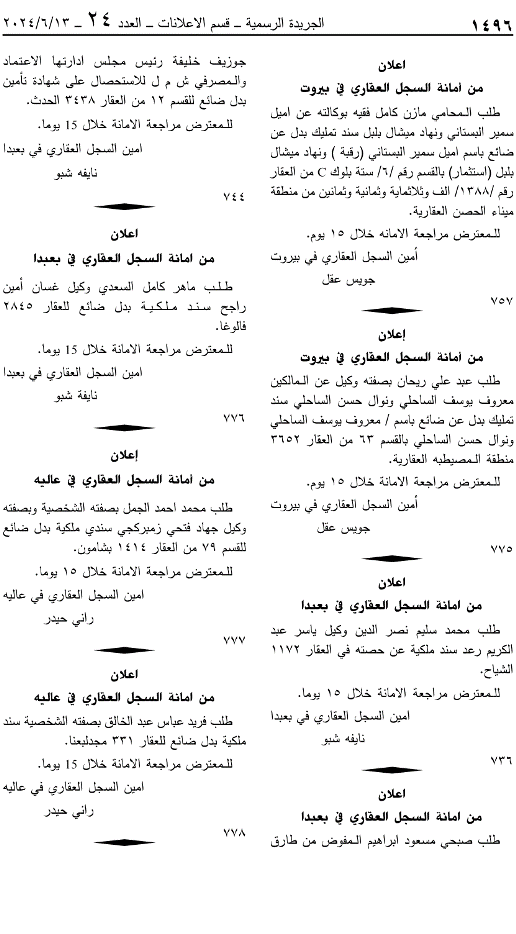 ١٤٩٦
الجريدة الرسمية ــ قسم الاعلانات ــ العدد ٢٤ ــ ٢٠٢٤/٦/١٣
اعلان
من أمانة السجل العقاري في بيروت
طلب المحامي مازن كامل فقيه بوكالته عن اميل
سمير البستاني ونهاد ميشال بلبل سند تمليك بدل عن
ضائع باسم اميل سمير البستاني (رقبة ) ونهاد ميشال
بلبل (استثمار) بالقسم رقم /٦/ ستة بلوك C من العقار
رقم /١٣٨٨/ الف وثلاثماية وثمانية وثمانين من منطقة
ميناء الحصن العقارية.
للمعترض مراجعة الامانه خلال ١٥ يوم.
أمين السجل العقاري في بيروت
جويس عقل
٧٥٧
إعلان
من أمانة السجل العقاري في بيروت
طلب عبد علي ريحان بصفته وكيل عن المالكين
معروف يوسف الساحلي ونوال حسن الساحلي سند
تمليك بدل عن ضائع باسم / معروف يوسف الساحلي
ونوال حسن الساحلي بالقسم ٦٣ من العقار ٣٦٥٢
منطقة المصيطبه العقارية.
للمعترض مراجعة الامانة خلال ١٥ يوم.
أمين السجل العقاري في بيروت
جويس عقل
٧٧٥
اعلان
من امانة السجل العقاري في بعبدا
طلب محمد سليم نصر الدين وكيل ياسر عبد
الكريم رعد سند ملكية عن حصته في العقار ١١٧٢
الشياح.
للمعترض مراجعة الامانة خلال ١٥ يوما.
امين السجل العقاري في بعبدا
نايفه شبو
٧٣٦
اعلان
من امانة السجل العقاري في بعبدا
طلب صبحي مسعود ابراهيم المفوض من طارق
جوزيف خليفة رئيس مجلس ادارتها الاعتماد
والمصرفي ش م ل للاستحصال على شهادة تأمين
بدل ضائع للقسم ١٢ من العقار ٣٤٣٨ الحدث.
للمعترض مراجعة الامانة خلال 15 يوما.
امين السجل العقاري في بعبدا
نايفه شبو
٧٤٤
اعلان
من امانة السجل العقاري في بعبدا
طلب ماهر كامل السعدي وكيل غسان أمين
راجح سند ملكية بدل ضائع للعقار ٢٨٤٥
فالوغا.
للمعترض مراجعة الامانة خلال 15 يوما.
امين السجل العقاري في بعبدا
نايفة شبو
٧٧٦
إعلان
من أمانة السجل العقاري في عاليه
طلب محمد احمد الجمل بصفته الشخصية وبصفته
وكيل جهاد فتحي زمبركجي سندي ملكية بدل ضائع
للقسم ٧٩ من العقار ١٤١٤ بشامون.
للمعترض مراجعة الامانة خلال ١٥ يوما.
امين السجل العقاري في عاليه
راني حيدر
٧٧٧
اعلان
من امانة السجل العقاري في عاليه
طلب فريد عباس عبد الخالق بصفته الشخصية سند
ملكية بدل ضائع للعقار ٣٣١ مجدلبعنا.
للمعترض مراجعة الامانة خلال 15 يوما.
امين السجل العقاري في عاليه
راني حيدر
٧٧٨